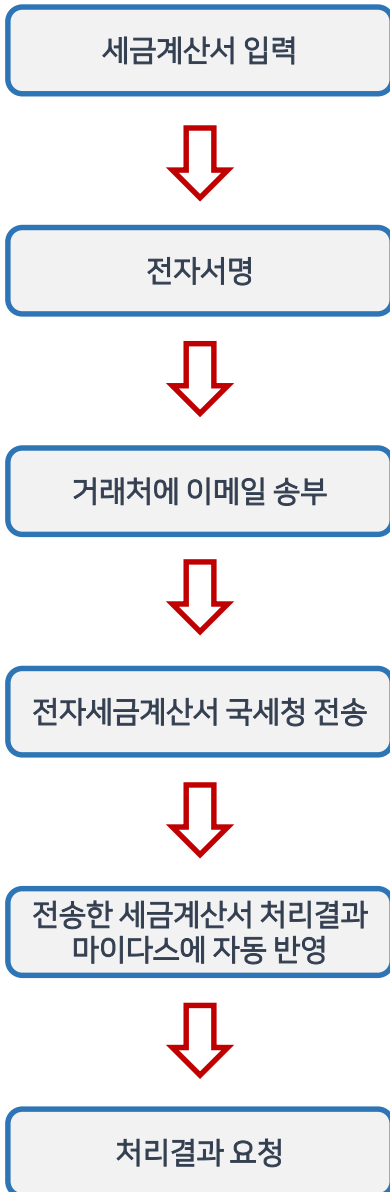 세금계산서 입력
전자서명
거래처에 이메일 송부
전자세금계산서 국세청 전송
전송한 세금계산서 처리결과
마이다스에 자동 반영
처리결과 요청